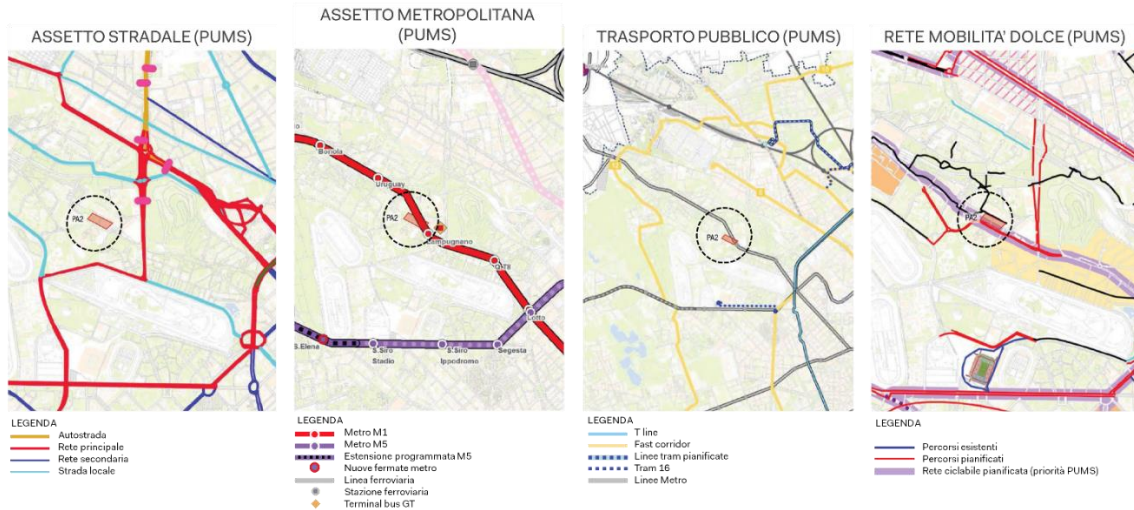 ASSETTO STRADALE (PUMS)
PA2
LEGENDA
Autostrada
Rete principale
Rete secondaria
Strada locale
ASSETTO METROPOLITANA
(PUMS)
Bonola
Uruguay
PA2
Lampugnano
QT8
Lotto
S.Elena
S.Siro
Stadio
S.Siro
Ippodromo
Segesta
LEGENDA
Metro M1
Metro M5
Estensione programmata M5
Nuove fermate metro
Linea ferroviaria
Stazione ferroviaria
Terminal bus GT
TRASPORTO PUBBLICO (PUMS)
PA2
LEGENDA
T line
Fast corridor
Linee tram pianificate
Tram 16
Linee Metro
RETE MOBILITA' DOLCE (PUMS)
PA2
LEGENDA
Percorsi esistenti
Percorsi pianificati
Rete ciclabile pianificata (priorità PUMS)